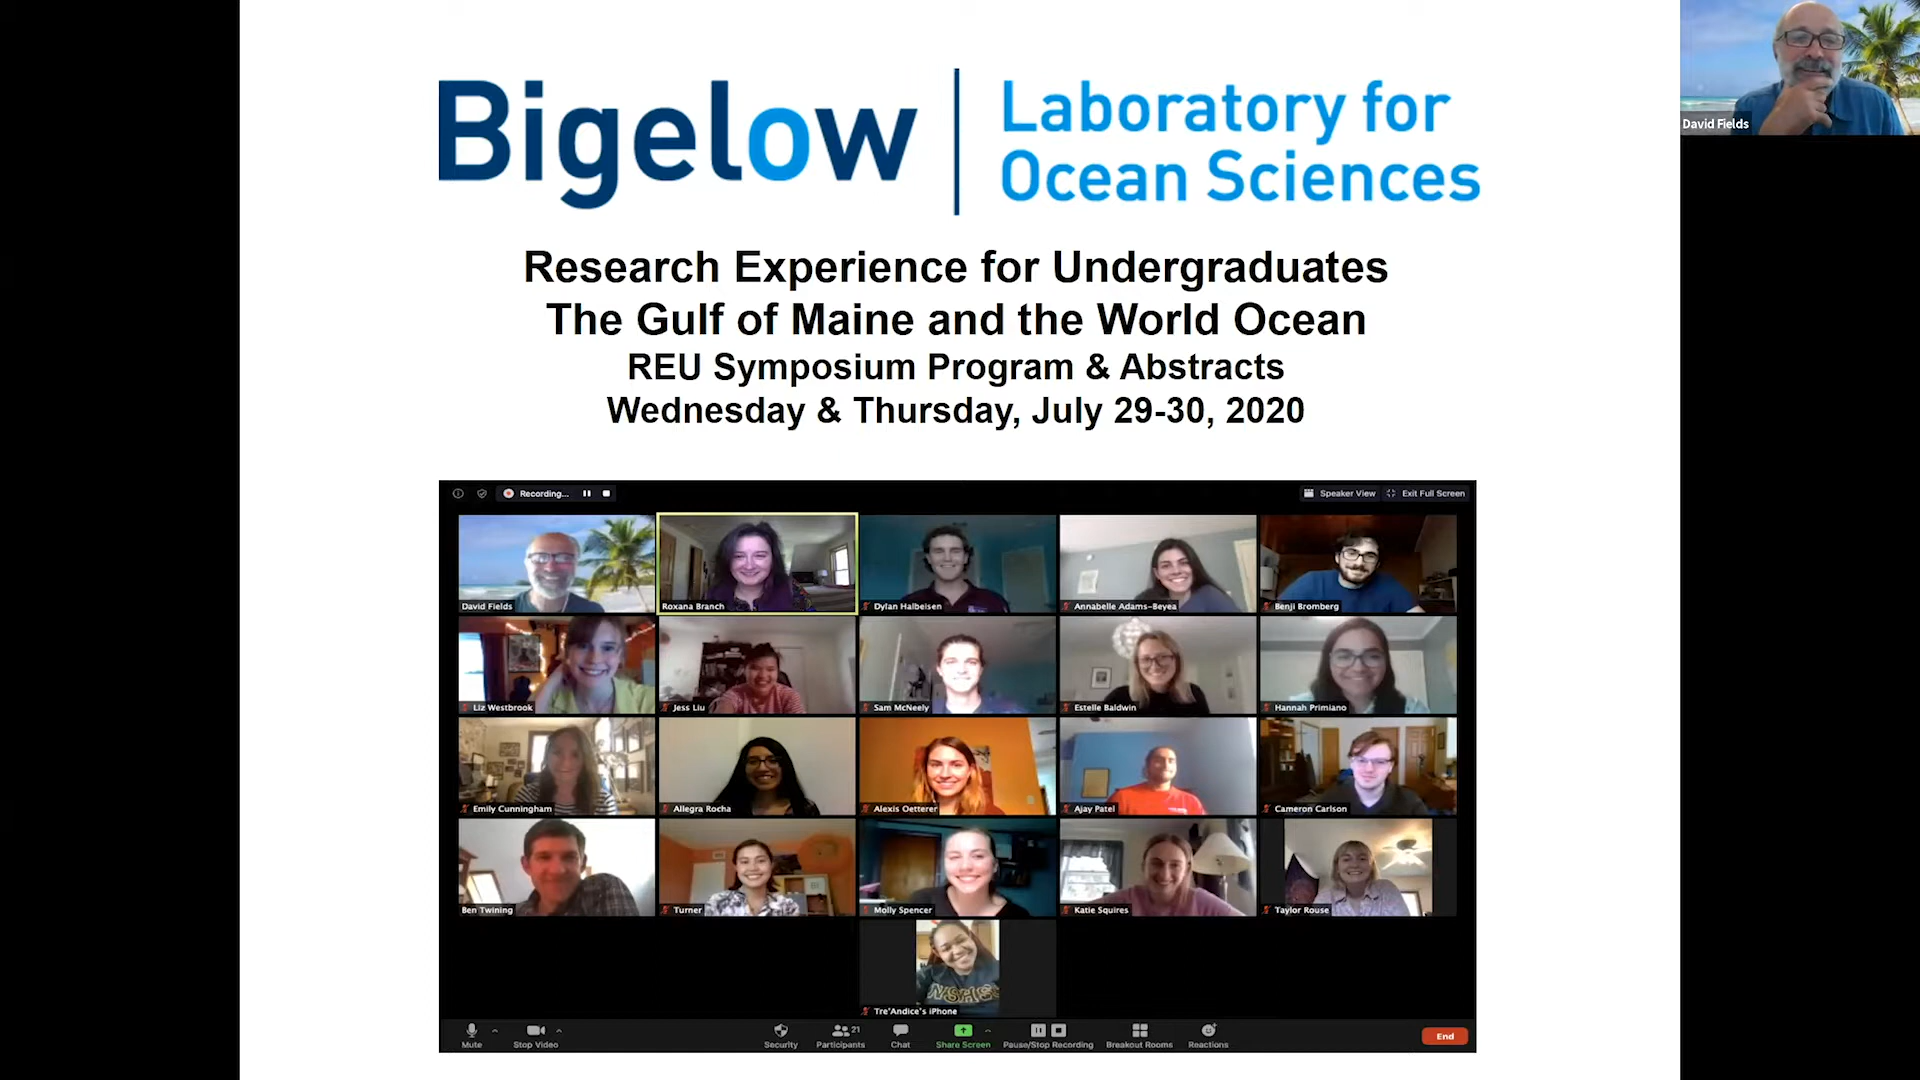 Bigelow
Laboratory for
Ocean Sciences
David Fields
Research Experience for Undergraduates
The Gulf of Maine and the World Ocean
REU Symposium Program & Abstracts
Wednesday & Thursday, July 29-30, 2020
Recording...
Speaker View
Exit Full Screen
David Fields
Roxana Branch
Dylan Halbeisen
Annabelle Adams-Beyea
Benji Bromberg
Liz Westbrook
Jess Liu
Sam McNeely
Estelle Baldwin
Hannah Primiano
Emily Cunningham
Allegra Rocha
Alexis Oetterer
Ajay Patel
Cameron Carlson
Ben Twining
Turner
Molly Spencer
Katie Squires
Taylor Rouse
Tre'Andice's iPhone
Mute
Stop Video
Security
Participants
21
Chat
Share Screen
Pause/Stop Recording
Breakout Rooms
Reactions
End